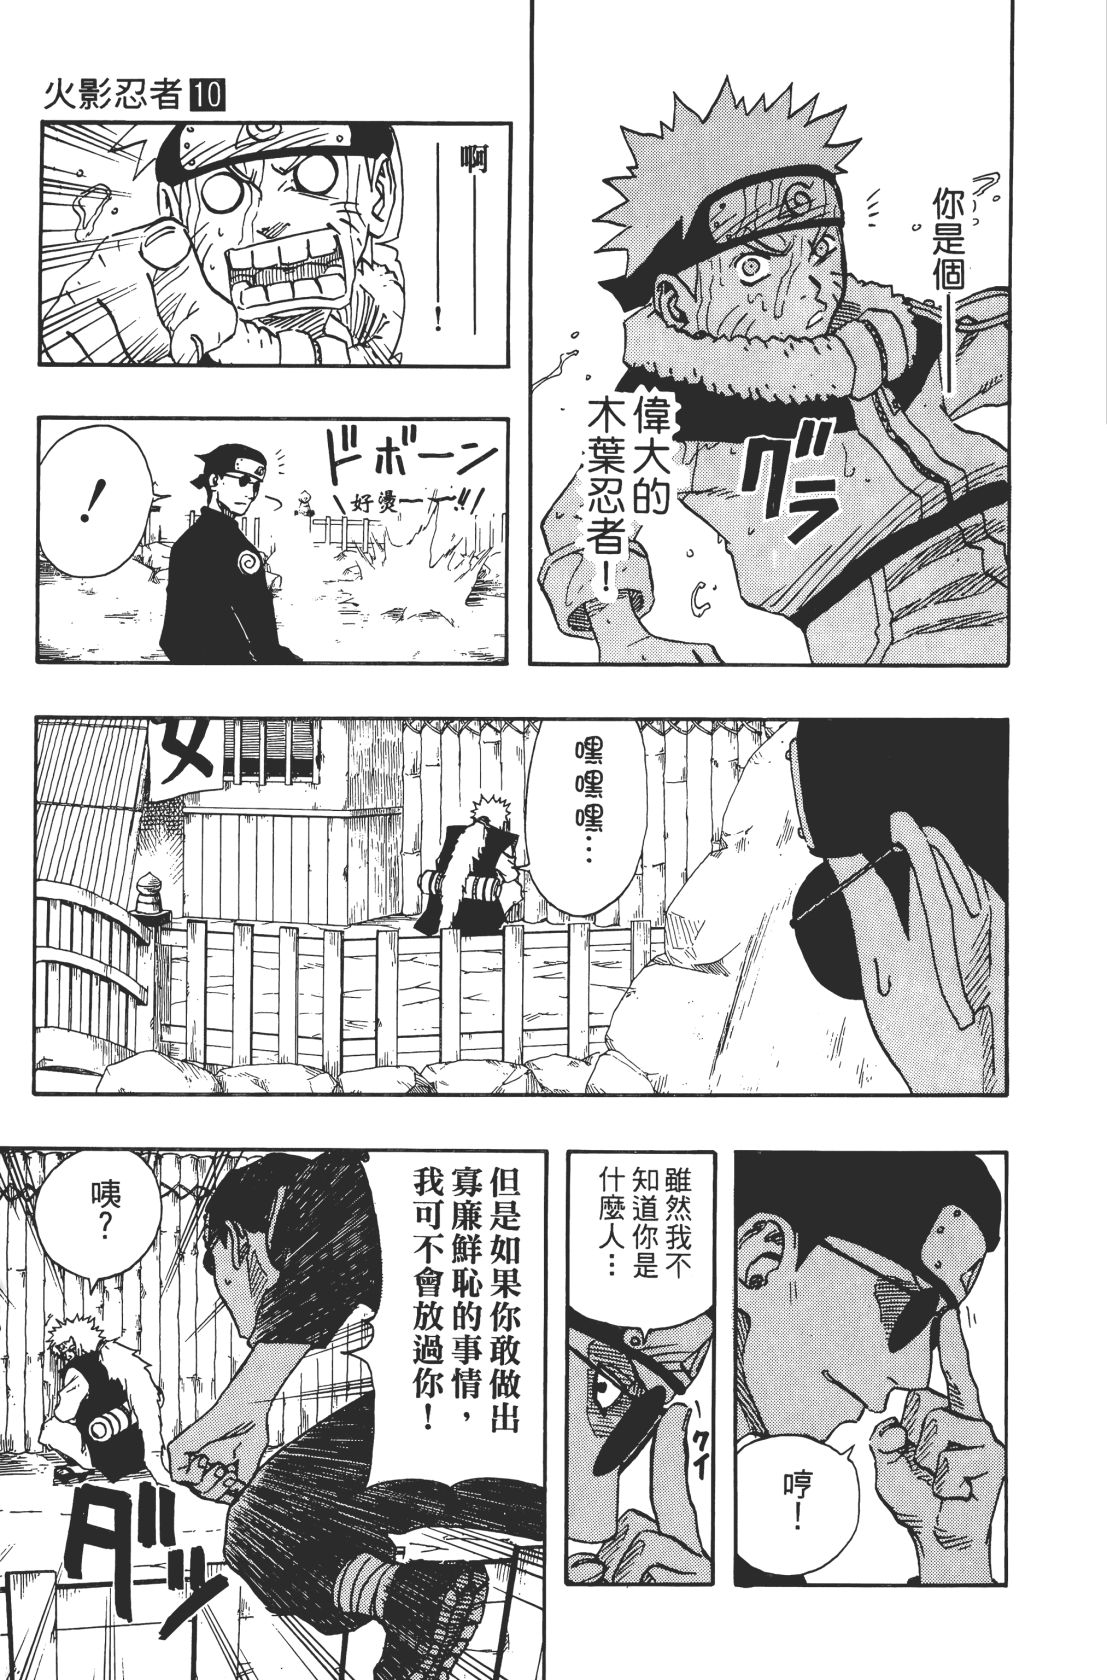 火影忍者10
你是個——
偉大的
木葉忍者！
グラ
啊
——！
ドボーン
好燙〜〜!!
！
嘿嘿嘿…
女
哼！
雖然我不
知道你是
什麼人…
クイ
但是如果你敢做出
寡廉鮮恥的事情，
我可不會放過你！
咦？
ダッ